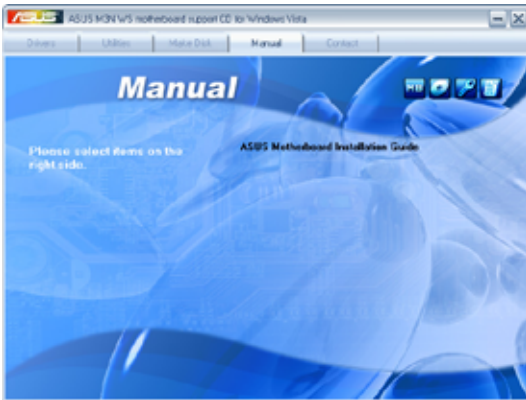 ASUS
ASUS M3N WS motherboard support CD for Windows Vista
Drivers
Utilities
Make Disk
Manual
Contact
Manual
Please select items on the
right side.
ASUS Motherboard Installation Guide